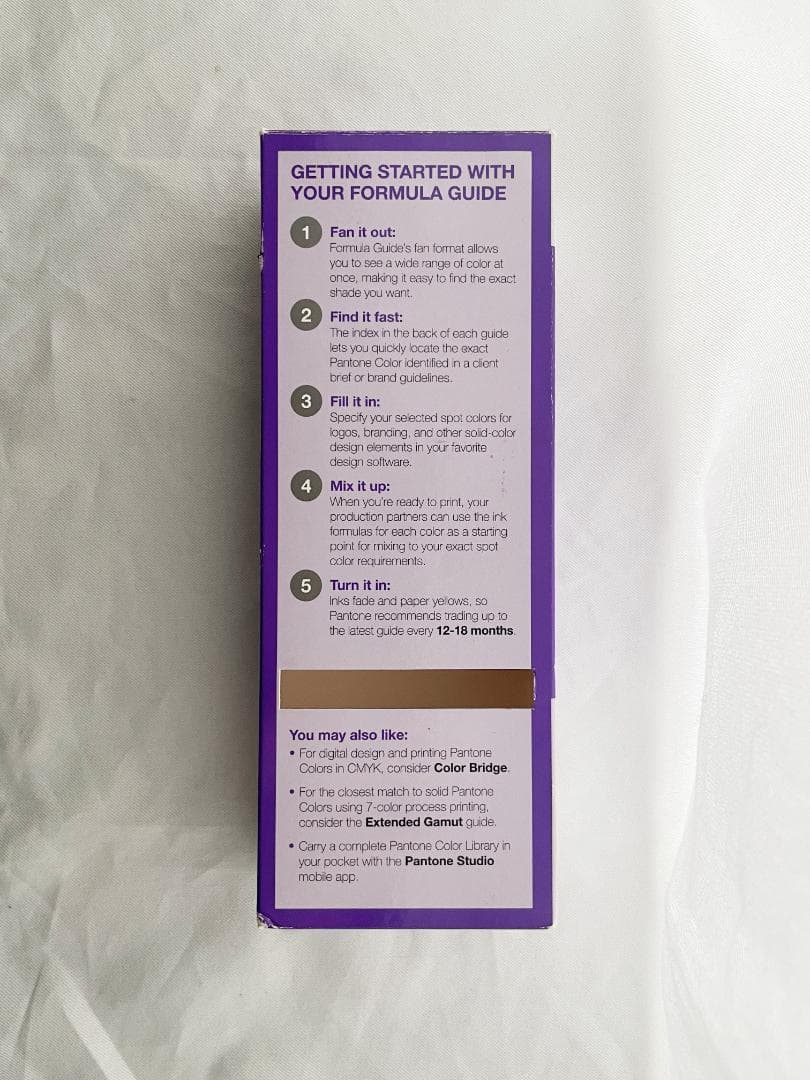 GETTING STARTED WITH
YOUR FORMULA GUIDE
1 Fan it out:
Formula Guide's fan format allows
you to see a wide range of color at
once, making it easy to find the exact
shade you want.
2 Find it fast:
The index in the back of each guide
lets you quickly locate the exact
Pantone Color identified in a client
brief or brand guidelines.
3 Fill it in:
Specify your selected spot colors for
logos, branding, and other solid-color
design elements in your favorite
design software.
4 Mix it up:
When you're ready to print, your
production partners can use the ink
formulas for each color as a starting
point for mixing to your exact spot
color requirements.
5 Turn it in:
Inks fade and paper yellows, so
Pantone recommends trading up to
the latest guide every 12-18 months.
You may also like:
• For digital design and printing Pantone
Colors in CMYK, consider Color Bridge.
• For the closest match to solid Pantone
Colors using 7-color process printing,
consider the Extended Gamut guide.
• Carry a complete Pantone Color Library in
your pocket with the Pantone Studio
mobile app.